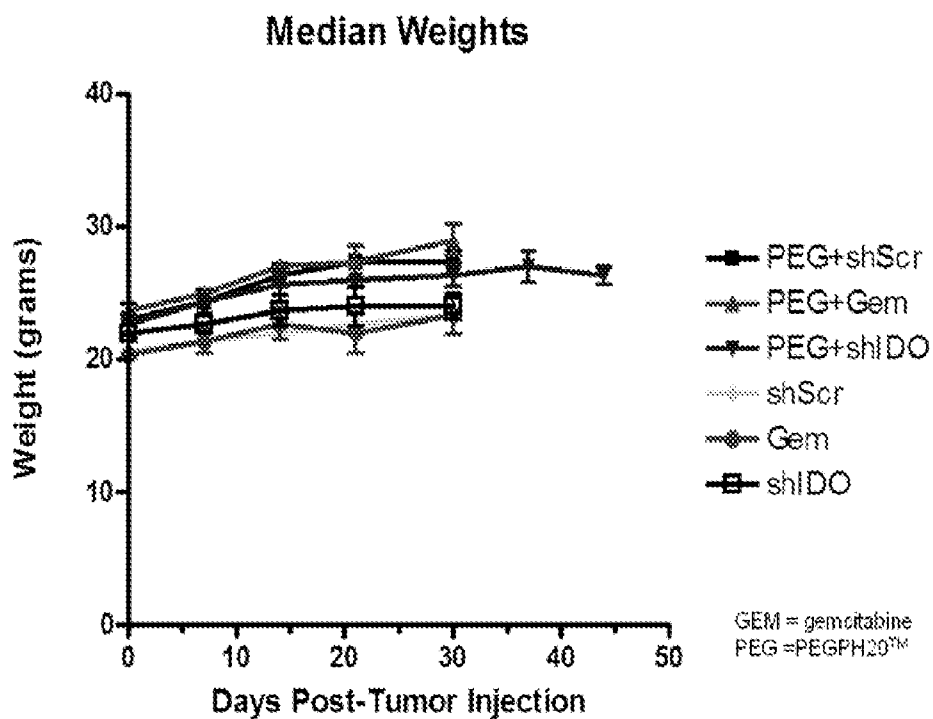 Median Weights
Weight (grams)
40
30
20
10
0
0
10
20
30
40
50
Days Post-Tumor Injection
PEG+shScr
PEG+Gem
PEG+shIDO
shScr
Gem
shIDO
GEM = gemcitabine
PEG =PEGPH20™